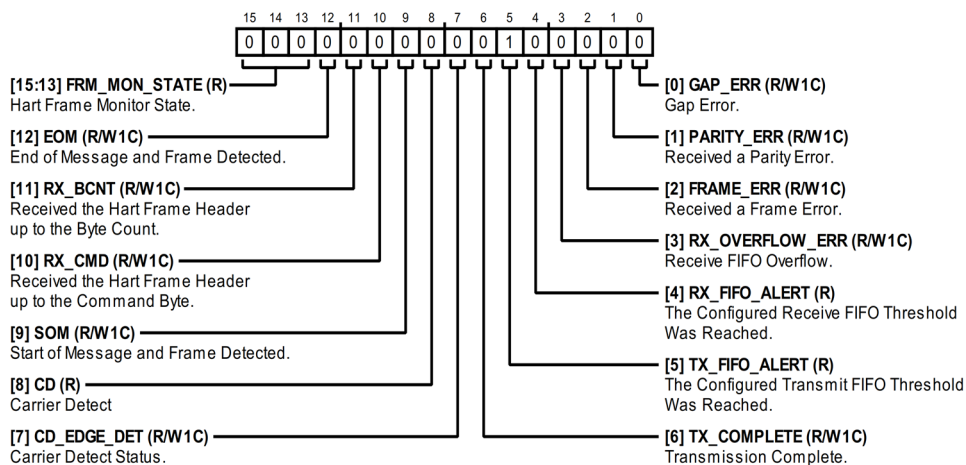 15 14 13 12 11 10 9 8 7 6 5 4 3 2 1 0
0 0 0 0 0 0 0 0 0 0 1 0 0 0 0 0
[15:13] FRM_MON_STATE (R)
Hart Frame Monitor State.
[12] EOM (R/W1C)
End of Message and Frame Detected.
[11] RX_BCNT (R/W1C)
Received the Hart Frame Header
up to the Byte Count.
[10] RX_CMD (R/W1C)
Received the Hart Frame Header
up to the Command Byte.
[9] SOM (R/W1C)
Start of Message and Frame Detected.
[8] CD (R)
Carrier Detect
[7] CD_EDGE_DET (R/W1C)
Carrier Detect Status.
[0] GAP_ERR (R/W1C)
Gap Error.
[1] PARITY_ERR (R/W1C)
Received a Parity Error.
[2] FRAME_ERR (R/W1C)
Received a Frame Error.
[3] RX_OVERFLOW_ERR (R/W1C)
Receive FIFO Overflow.
[4] RX_FIFO_ALERT (R)
The Configured Receive FIFO Threshold
Was Reached.
[5] TX_FIFO_ALERT (R)
The Configured Transmit FIFO Threshold
Was Reached.
[6] TX_COMPLETE (R/W1C)
Transmission Complete.